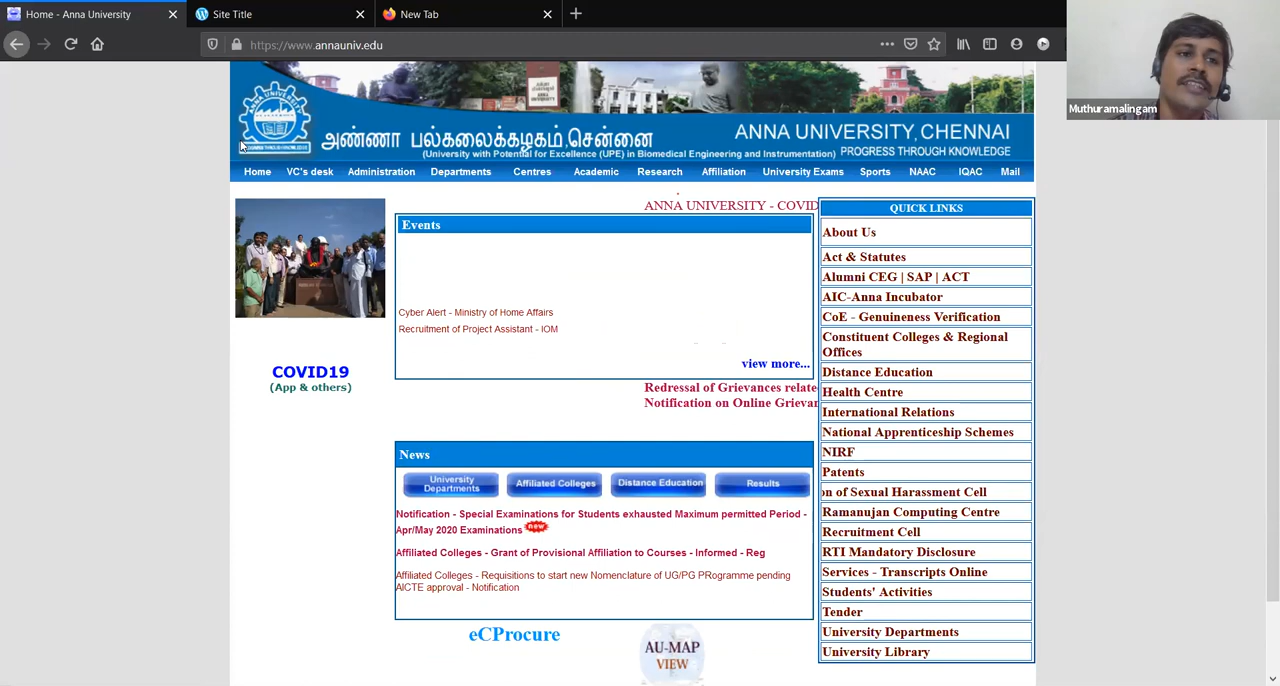 Home - Anna University
Site Title
New Tab
https://www.annauniv.edu
Muthuramalingam
அண்ணா பல்கலைக்கழகம், சென்னை
ANNA UNIVERSITY, CHENNAI
(University with Potential for Excellence (UPE) in Biomedical Engineering and Instrumentation)
PROGRESS THROUGH KNOWLEDGE
Home VC's desk Administration Departments Centres Academic Research Affiliation University Exams Sports NAAC IQAC Mail
ANNA UNIVERSITY - COVID
Events
Cyber Alert - Ministry of Home Affairs
Recruitment of Project Assistant - IOM
view more...
COVID19
(App & others)
Redressal of Grievances relate
Notification on Online Grievan
News
University
Departments
Affiliated Colleges
Distance Education
Results
Notification - Special Examinations for Students exhausted Maximum permitted Period -
Apr/May 2020 Examinations new
Affiliated Colleges - Grant of Provisional Affiliation to Courses - Informed - Reg
Affiliated Colleges - Requisitions to start new Nomenclature of UG/PG PRogramme pending
AICTE approval - Notification
eCProcure
AU-MAP
VIEW
QUICK LINKS
About Us
Act & Statutes
Alumni CEG | SAP | ACT
AIC-Anna Incubator
CoE - Genuineness Verification
Constituent Colleges & Regional
Offices
Distance Education
Health Centre
International Relations
National Apprenticeship Schemes
NIRF
Patents
on of Sexual Harassment Cell
Ramanujan Computing Centre
Recruitment Cell
RTI Mandatory Disclosure
Services - Transcripts Online
Students' Activities
Tender
University Departments
University Library